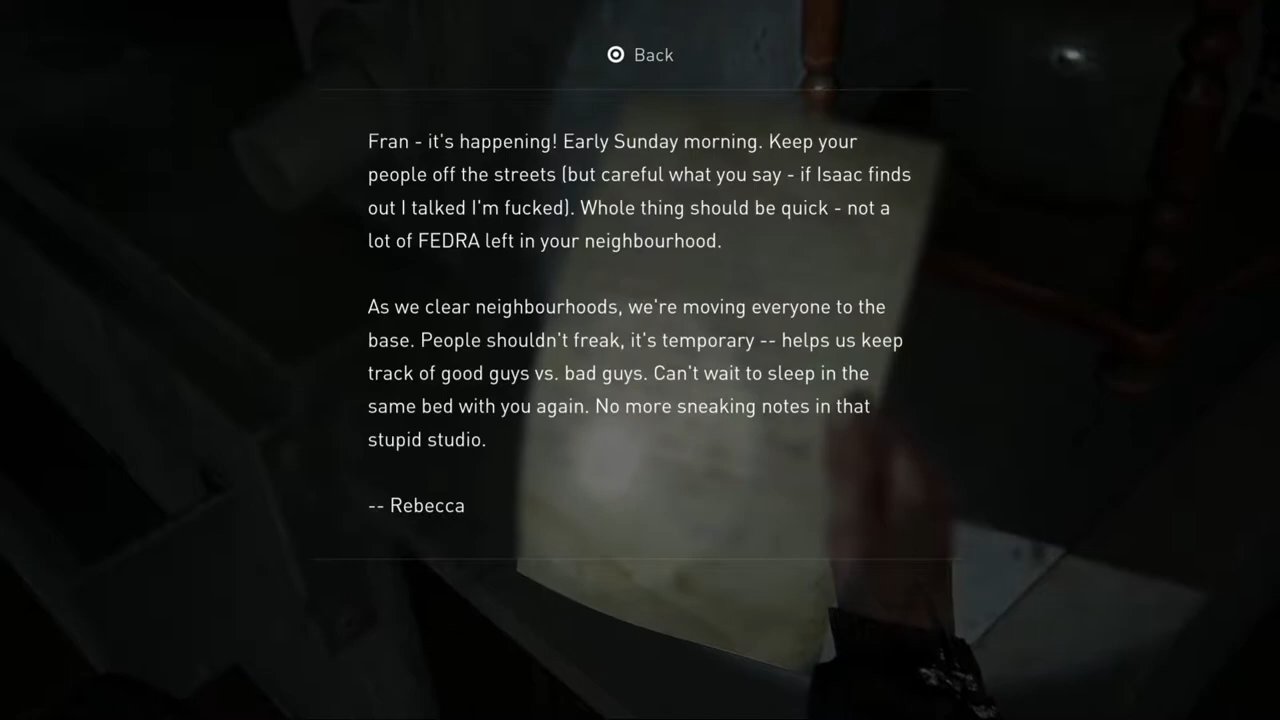 Back
Fran - it's happening! Early Sunday morning. Keep your
people off the streets (but careful what you say - if Isaac finds
out I talked I'm fucked). Whole thing should be quick - not a
lot of FEDRA left in your neighbourhood.
As we clear neighbourhoods, we're moving everyone to the
base. People shouldn't freak, it's temporary -- helps us keep
track of good guys vs. bad guys. Can't wait to sleep in the
same bed with you again. No more sneaking notes in that
stupid studio.
-- Rebecca